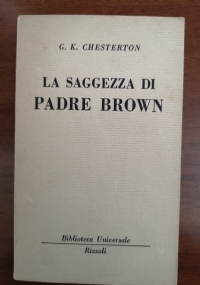 G. K. CHESTERTON
LA SAGGEZZA DI
PADRE BROWN
Biblioteca Universale
Rizzoli